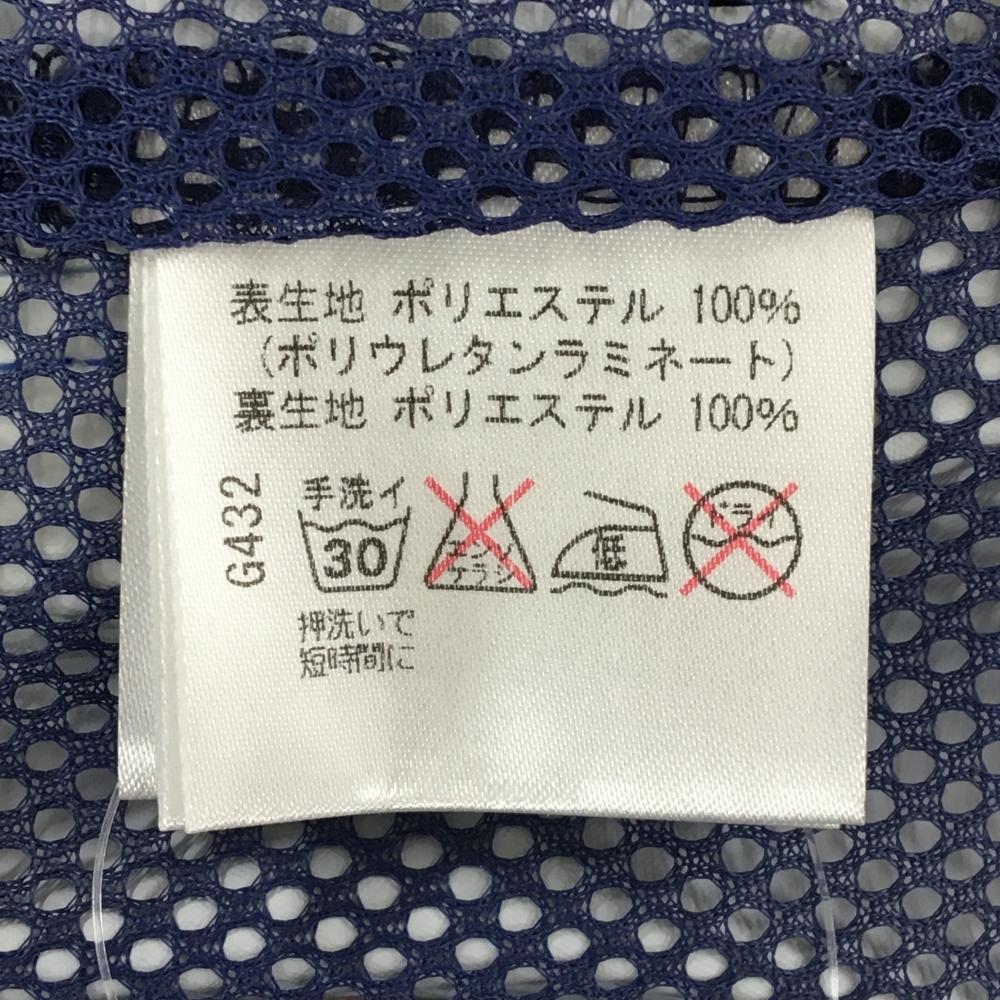 表生地 ポリエステル 100%
(ポリウレタンラミネート)
裏生地 ポリエステル 100%
G432
手洗イ
30
エンソ
サラシ
低
ドライ
押洗いで
短時間に